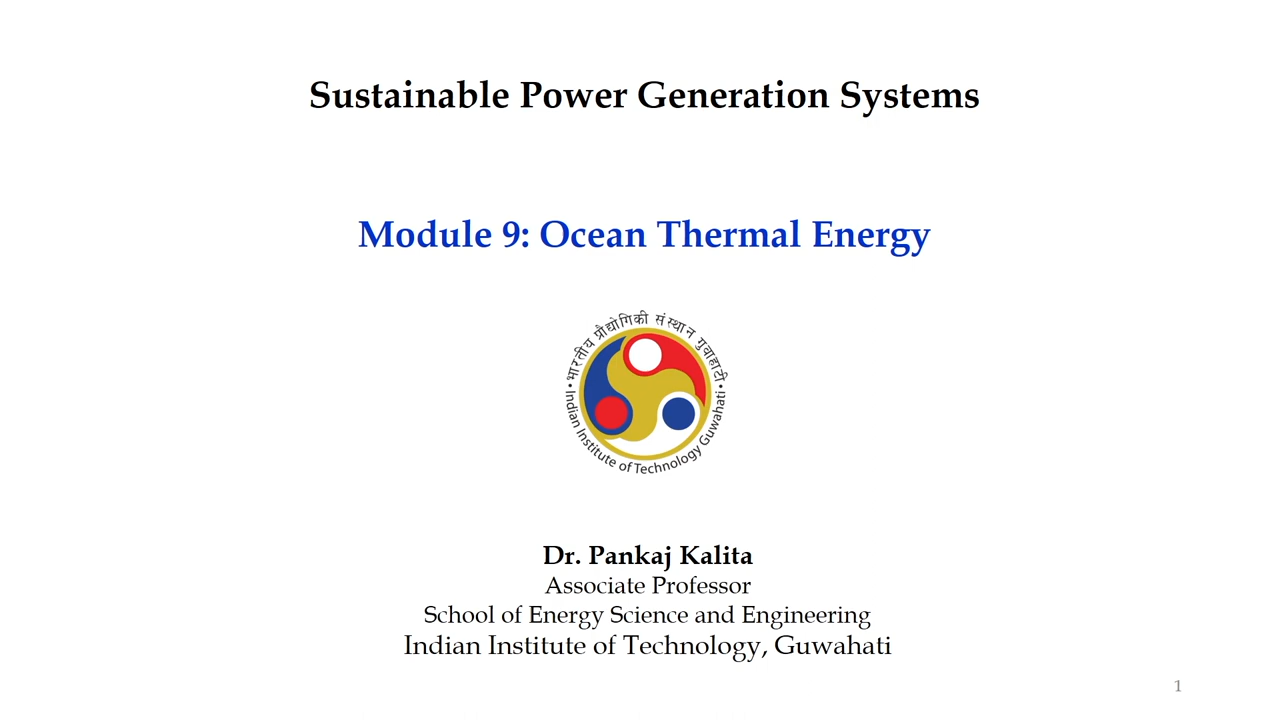 Sustainable Power Generation Systems
Module 9: Ocean Thermal Energy
भारतीय प्रौद्योगिकी संस्थान गुवाहाटी
Indian Institute of Technology Guwahati
Dr. Pankaj Kalita
Associate Professor
School of Energy Science and Engineering
Indian Institute of Technology, Guwahati
1